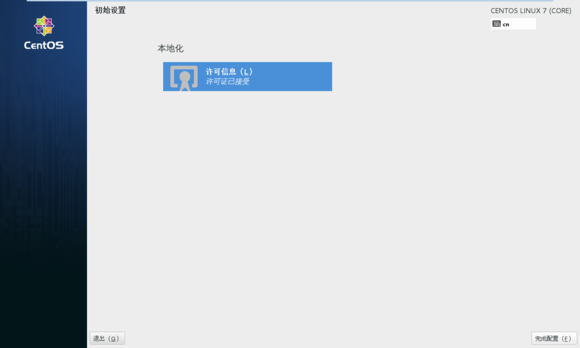 初始设置
CENTOS LINUX 7 (CORE)
cn
CentOS
本地化
许可信息（L）
许可证已接受
退出（Q）
完成配置（F）